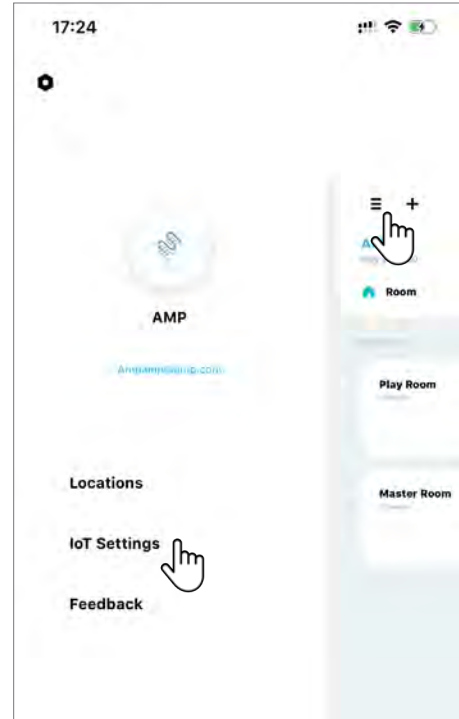 17:24
AMP
Room
Play Room
Locations
Master Room
IoT Settings
Feedback